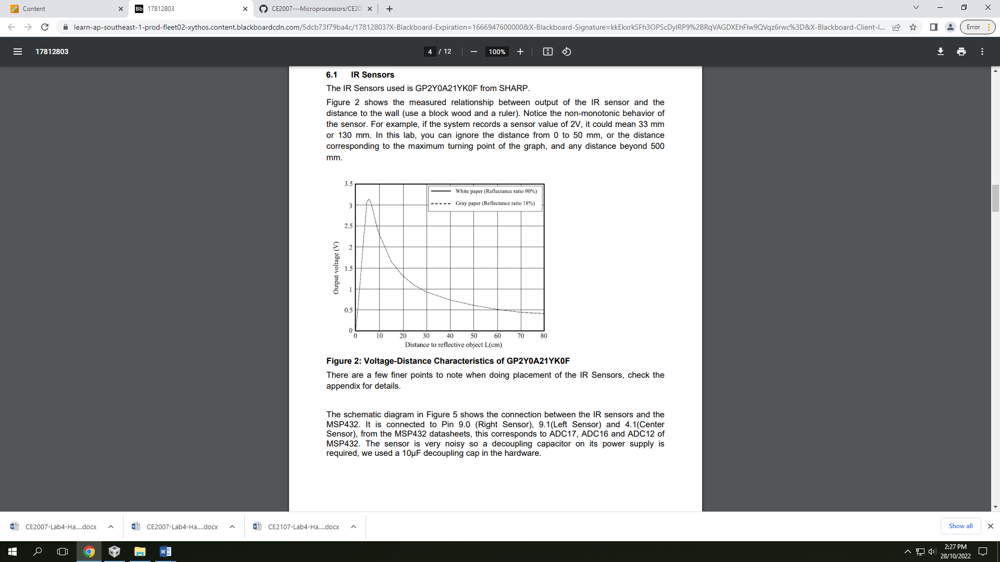 Content
Bb 17812803
CE2007---Microprocessors/CE20
learn-ap-southeast-1-prod-fleet02-xythos.content.blackboardcdn.com/5dcb73f79ba4c/17812803?X-Blackboard-Expiration=1666947600000&X-Blackboard-Signature=kkEkxrkSFh3OPScDylRP9%2BRqVAGDXEhFlw9QVqz6rwc%3D&X-Blackboard-Client-I...
Error
17812803
4 / 12
100%
6.1 IR Sensors
The IR Sensors used is GP2Y0A21YK0F from SHARP.
Figure 2 shows the measured relationship between output of the IR sensor and the
distance to the wall (use a block wood and a ruler). Notice the non-monotonic behavior of
the sensor. For example, if the system records a sensor value of 2V, it could mean 33 mm
or 130 mm. In this lab, you can ignore the distance from 0 to 50 mm, or the distance
corresponding to the maximum turning point of the graph, and any distance beyond 500
mm.
3.5
3
2.5
2
1.5
1
0.5
0
Output voltage (V)
White paper (Reflectance ratio 90%)
Gray paper (Reflectance ratio 18%)
0 10 20 30 40 50 60 70 80
Distance to reflective object L(cm)
Figure 2: Voltage-Distance Characteristics of GP2Y0A21YK0F
There are a few finer points to note when doing placement of the IR Sensors, check the
appendix for details.
The schematic diagram in Figure 5 shows the connection between the IR sensors and the
MSP432. It is connected to Pin 9.0 (Right Sensor), 9.1(Left Sensor) and 4.1(Center
Sensor), from the MSP432 datasheets, this corresponds to ADC17, ADC16 and ADC12 of
MSP432. The sensor is very noisy so a decoupling capacitor on its power supply is
required, we used a 10µF decoupling cap in the hardware.
CE2007-Lab4-Ha....docx
CE2007-Lab4-Ha....docx
CE2107-Lab4-Ha....docx
Show all
2:27 PM
28/10/2022